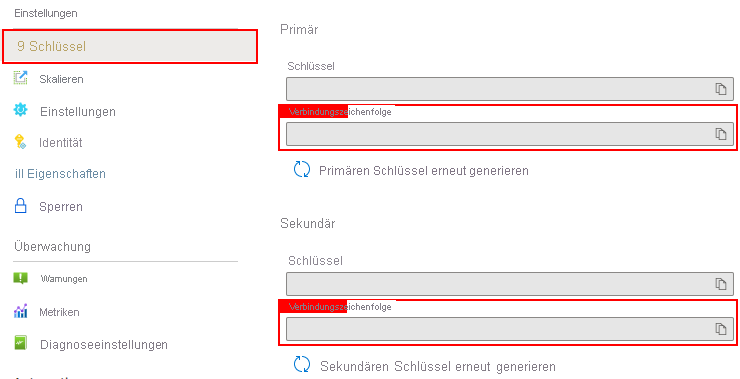 Einstellungen
9 Schlüssel
Skalieren
Einstellungen
Identität
ill Eigenschaften
Sperren
Überwachung
Warnungen
Metriken
Diagnoseeinstellungen
Primär
Schlüssel
Verbindungszeichenfolge
Primären Schlüssel erneut generieren
Sekundär
Schlüssel
Verbindungszeichenfolge
Sekundären Schlüssel erneut generieren